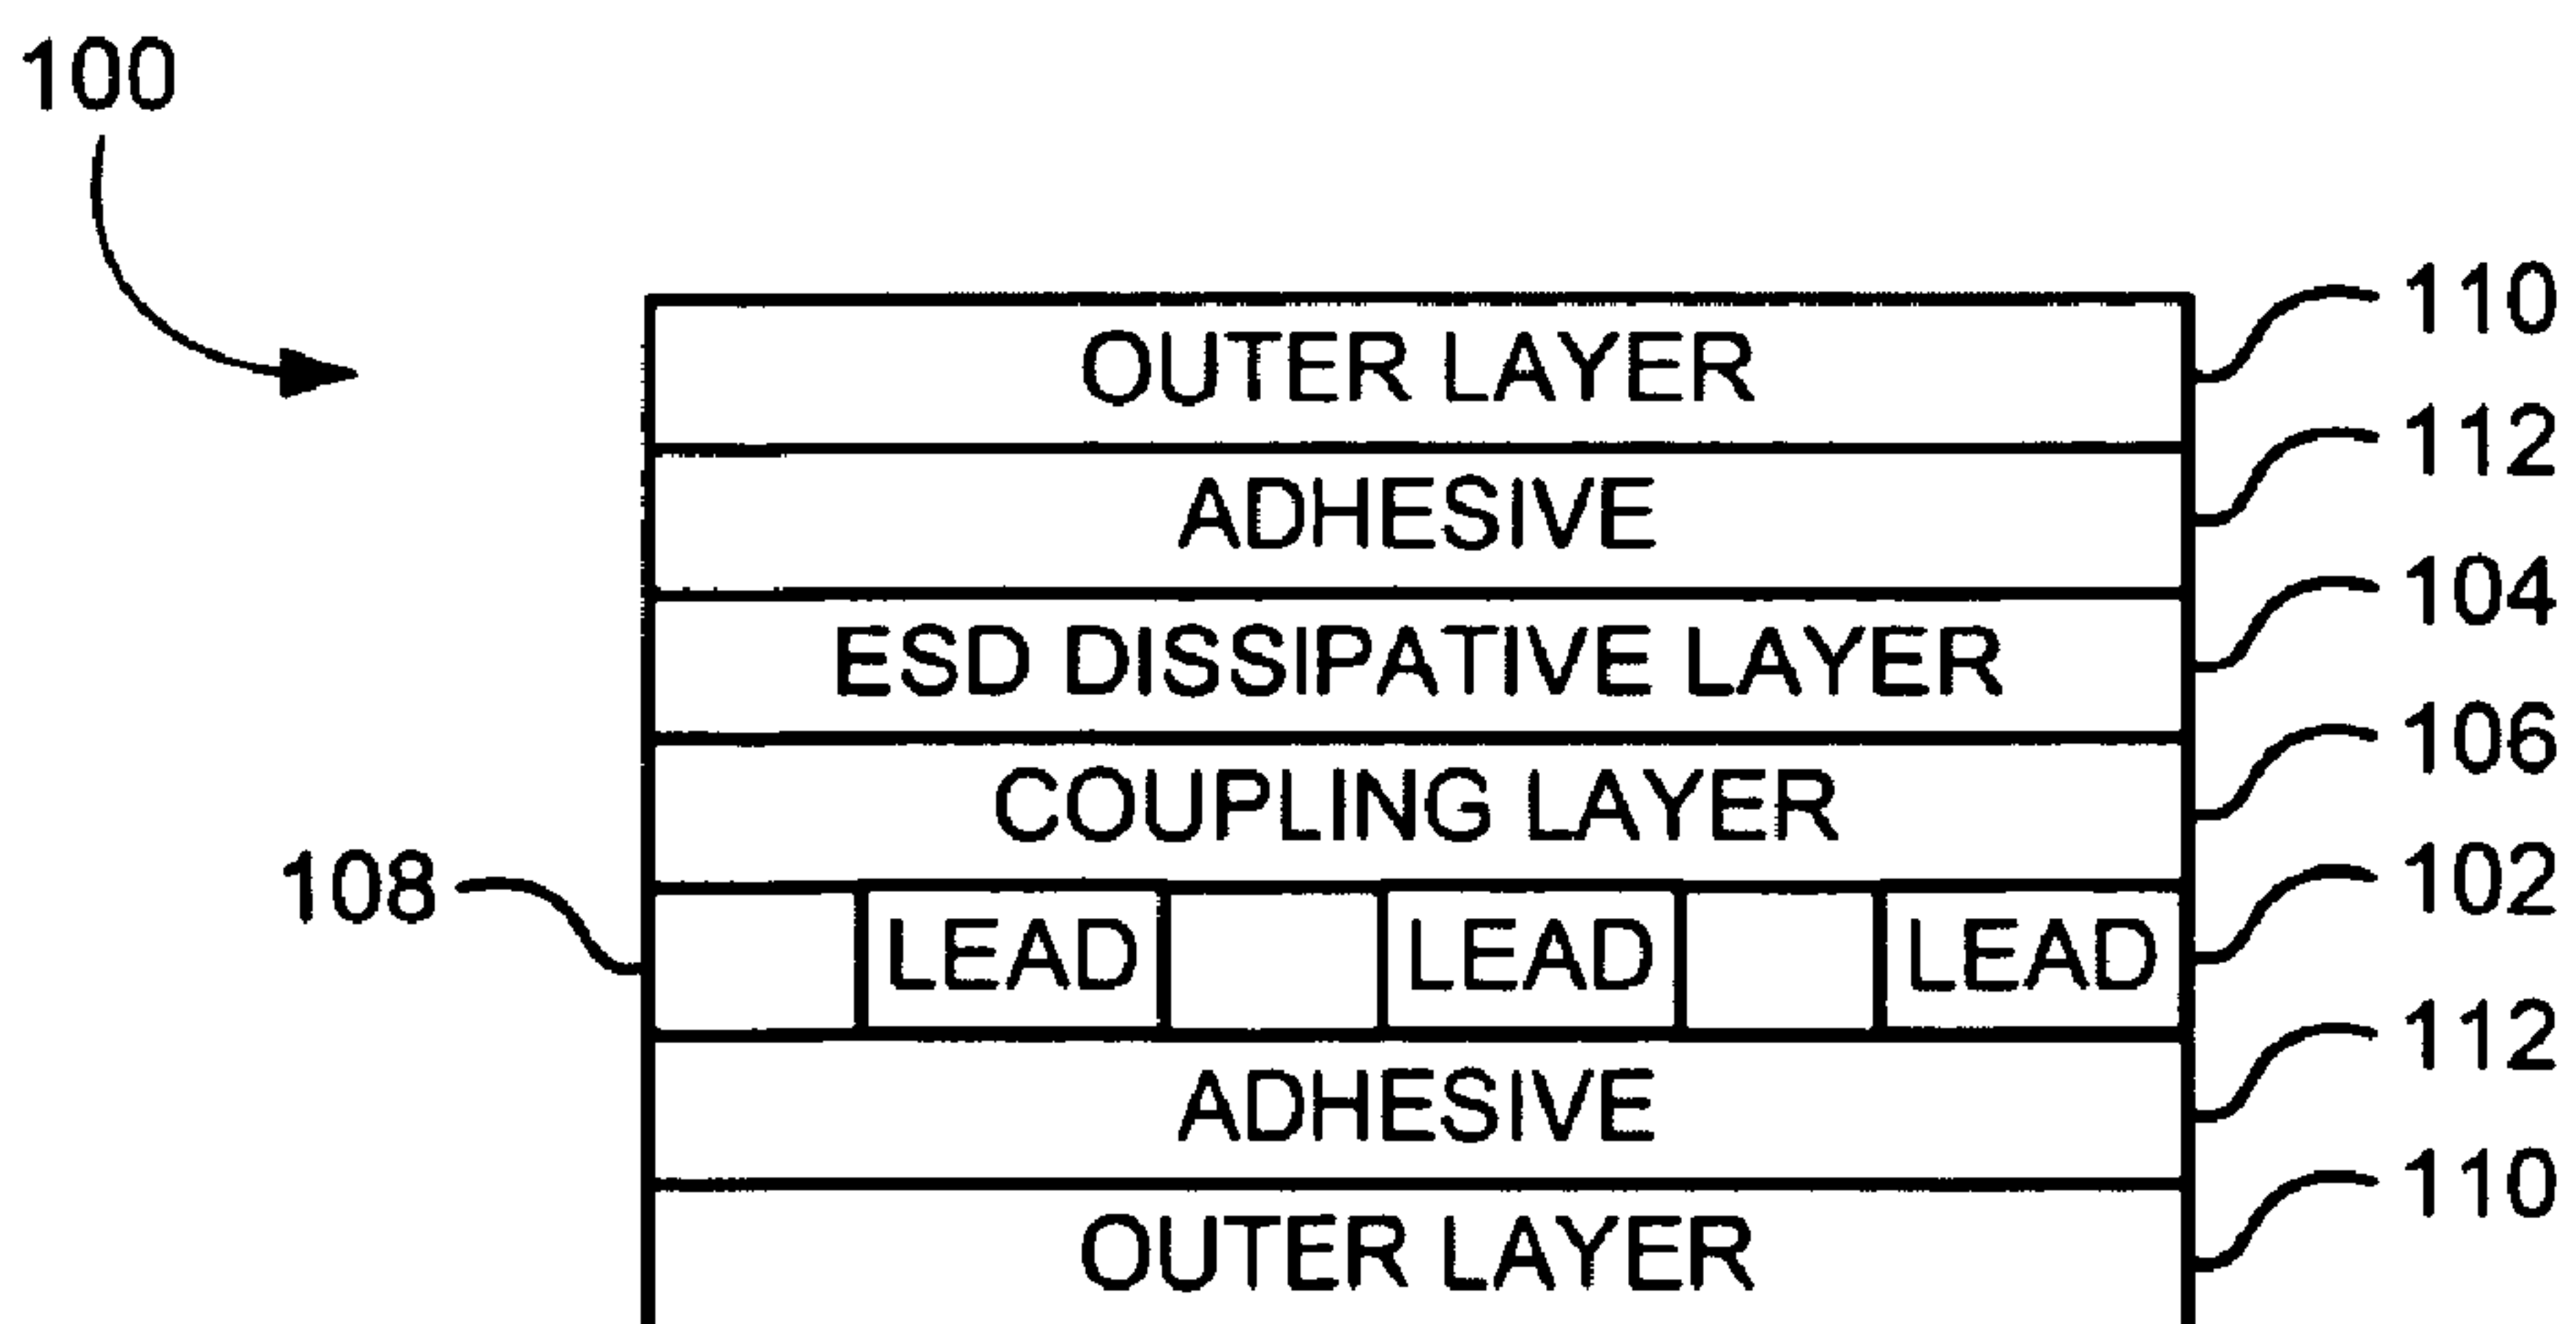 100
OUTER LAYER 110
ADHESIVE 112
ESD DISSIPATIVE LAYER 104
COUPLING LAYER 106
108 LEAD LEAD LEAD 102
ADHESIVE 112
OUTER LAYER 110